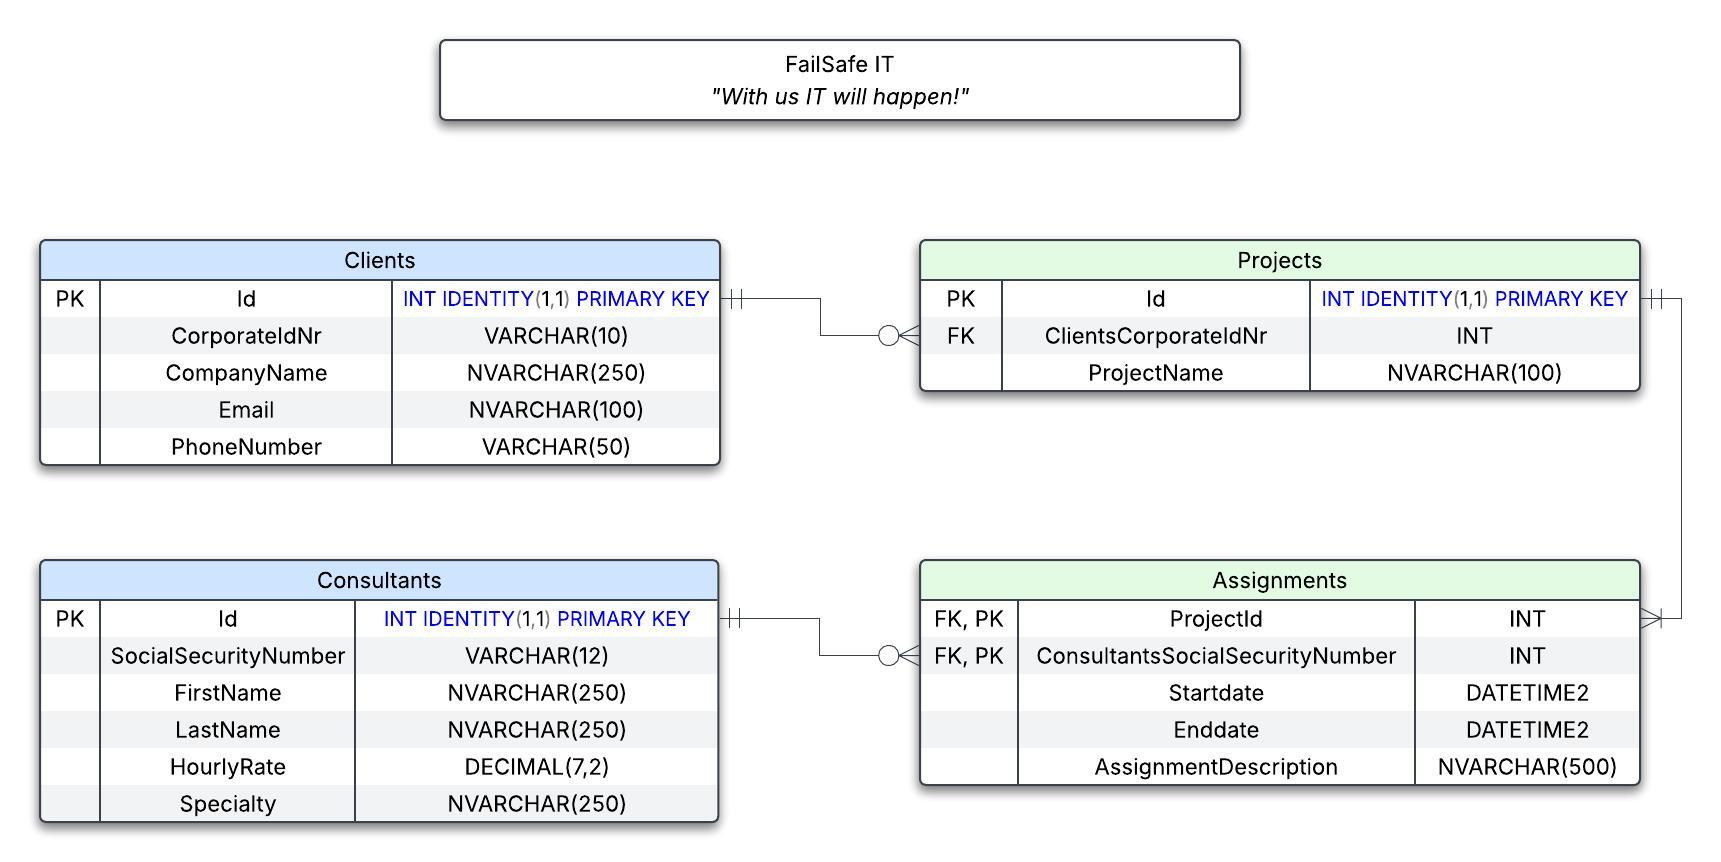 FailSafe IT
"With us IT will happen!"
Clients
PK Id INT IDENTITY(1,1) PRIMARY KEY
CorporateIdNr VARCHAR(10)
CompanyName NVARCHAR(250)
Email NVARCHAR(100)
PhoneNumber VARCHAR(50)
Projects
PK Id INT IDENTITY(1,1) PRIMARY KEY
FK ClientsCorporateIdNr INT
ProjectName NVARCHAR(100)
Consultants
PK Id INT IDENTITY(1,1) PRIMARY KEY
SocialSecurityNumber VARCHAR(12)
FirstName NVARCHAR(250)
LastName NVARCHAR(250)
HourlyRate DECIMAL(7,2)
Specialty NVARCHAR(250)
Assignments
FK, PK ProjectId INT
FK, PK ConsultantsSocialSecurityNumber INT
Startdate DATETIME2
Enddate DATETIME2
AssignmentDescription NVARCHAR(500)